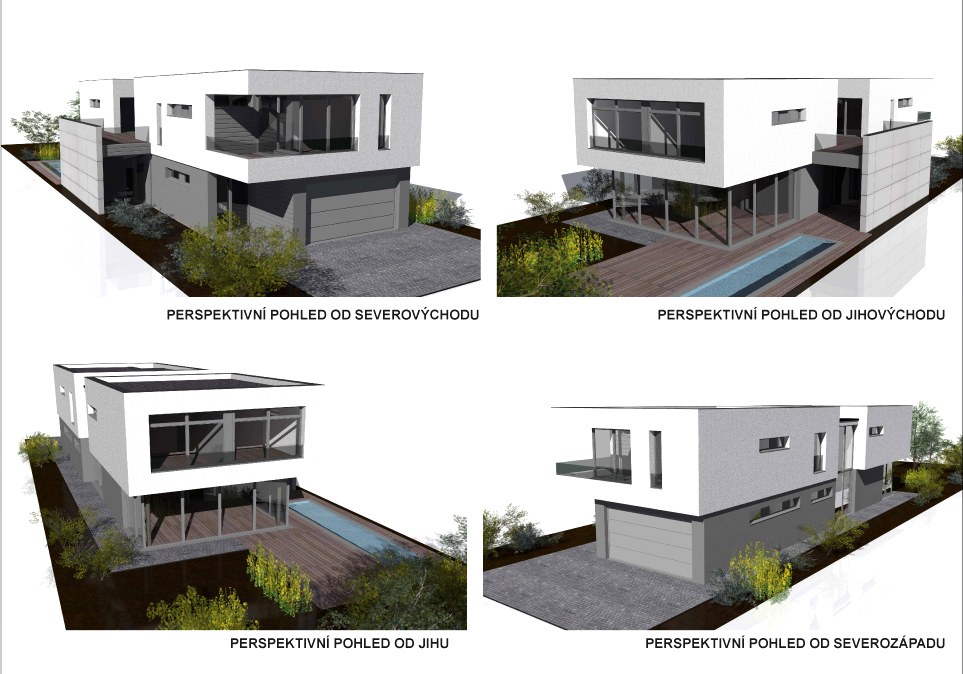 PERSPEKTIVNÍ POHLED OD SEVEROVÝCHODU
PERSPEKTIVNÍ POHLED OD JIHOVÝCHODU
PERSPEKTIVNÍ POHLED OD JIHU
PERSPEKTIVNÍ POHLED OD SEVEROZÁPADU